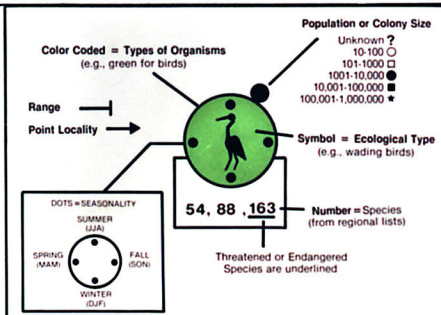 Population or Colony Size
Unknown ?
10-100 ○
101-1000 □
1001-10,000 ●
10,001-100,000 ■
100,001-1,000,000 ★
Color Coded = Types of Organisms
(e.g., green for birds)
Range
Point Locality
Symbol = Ecological Type
(e.g., wading birds)
54, 88, 163
Number = Species
(from regional lists)
Threatened or Endangered
Species are underlined
DOTS = SEASONALITY
SUMMER
(JJA)
SPRING
(MAM)
FALL
(SON)
WINTER
(DJF)